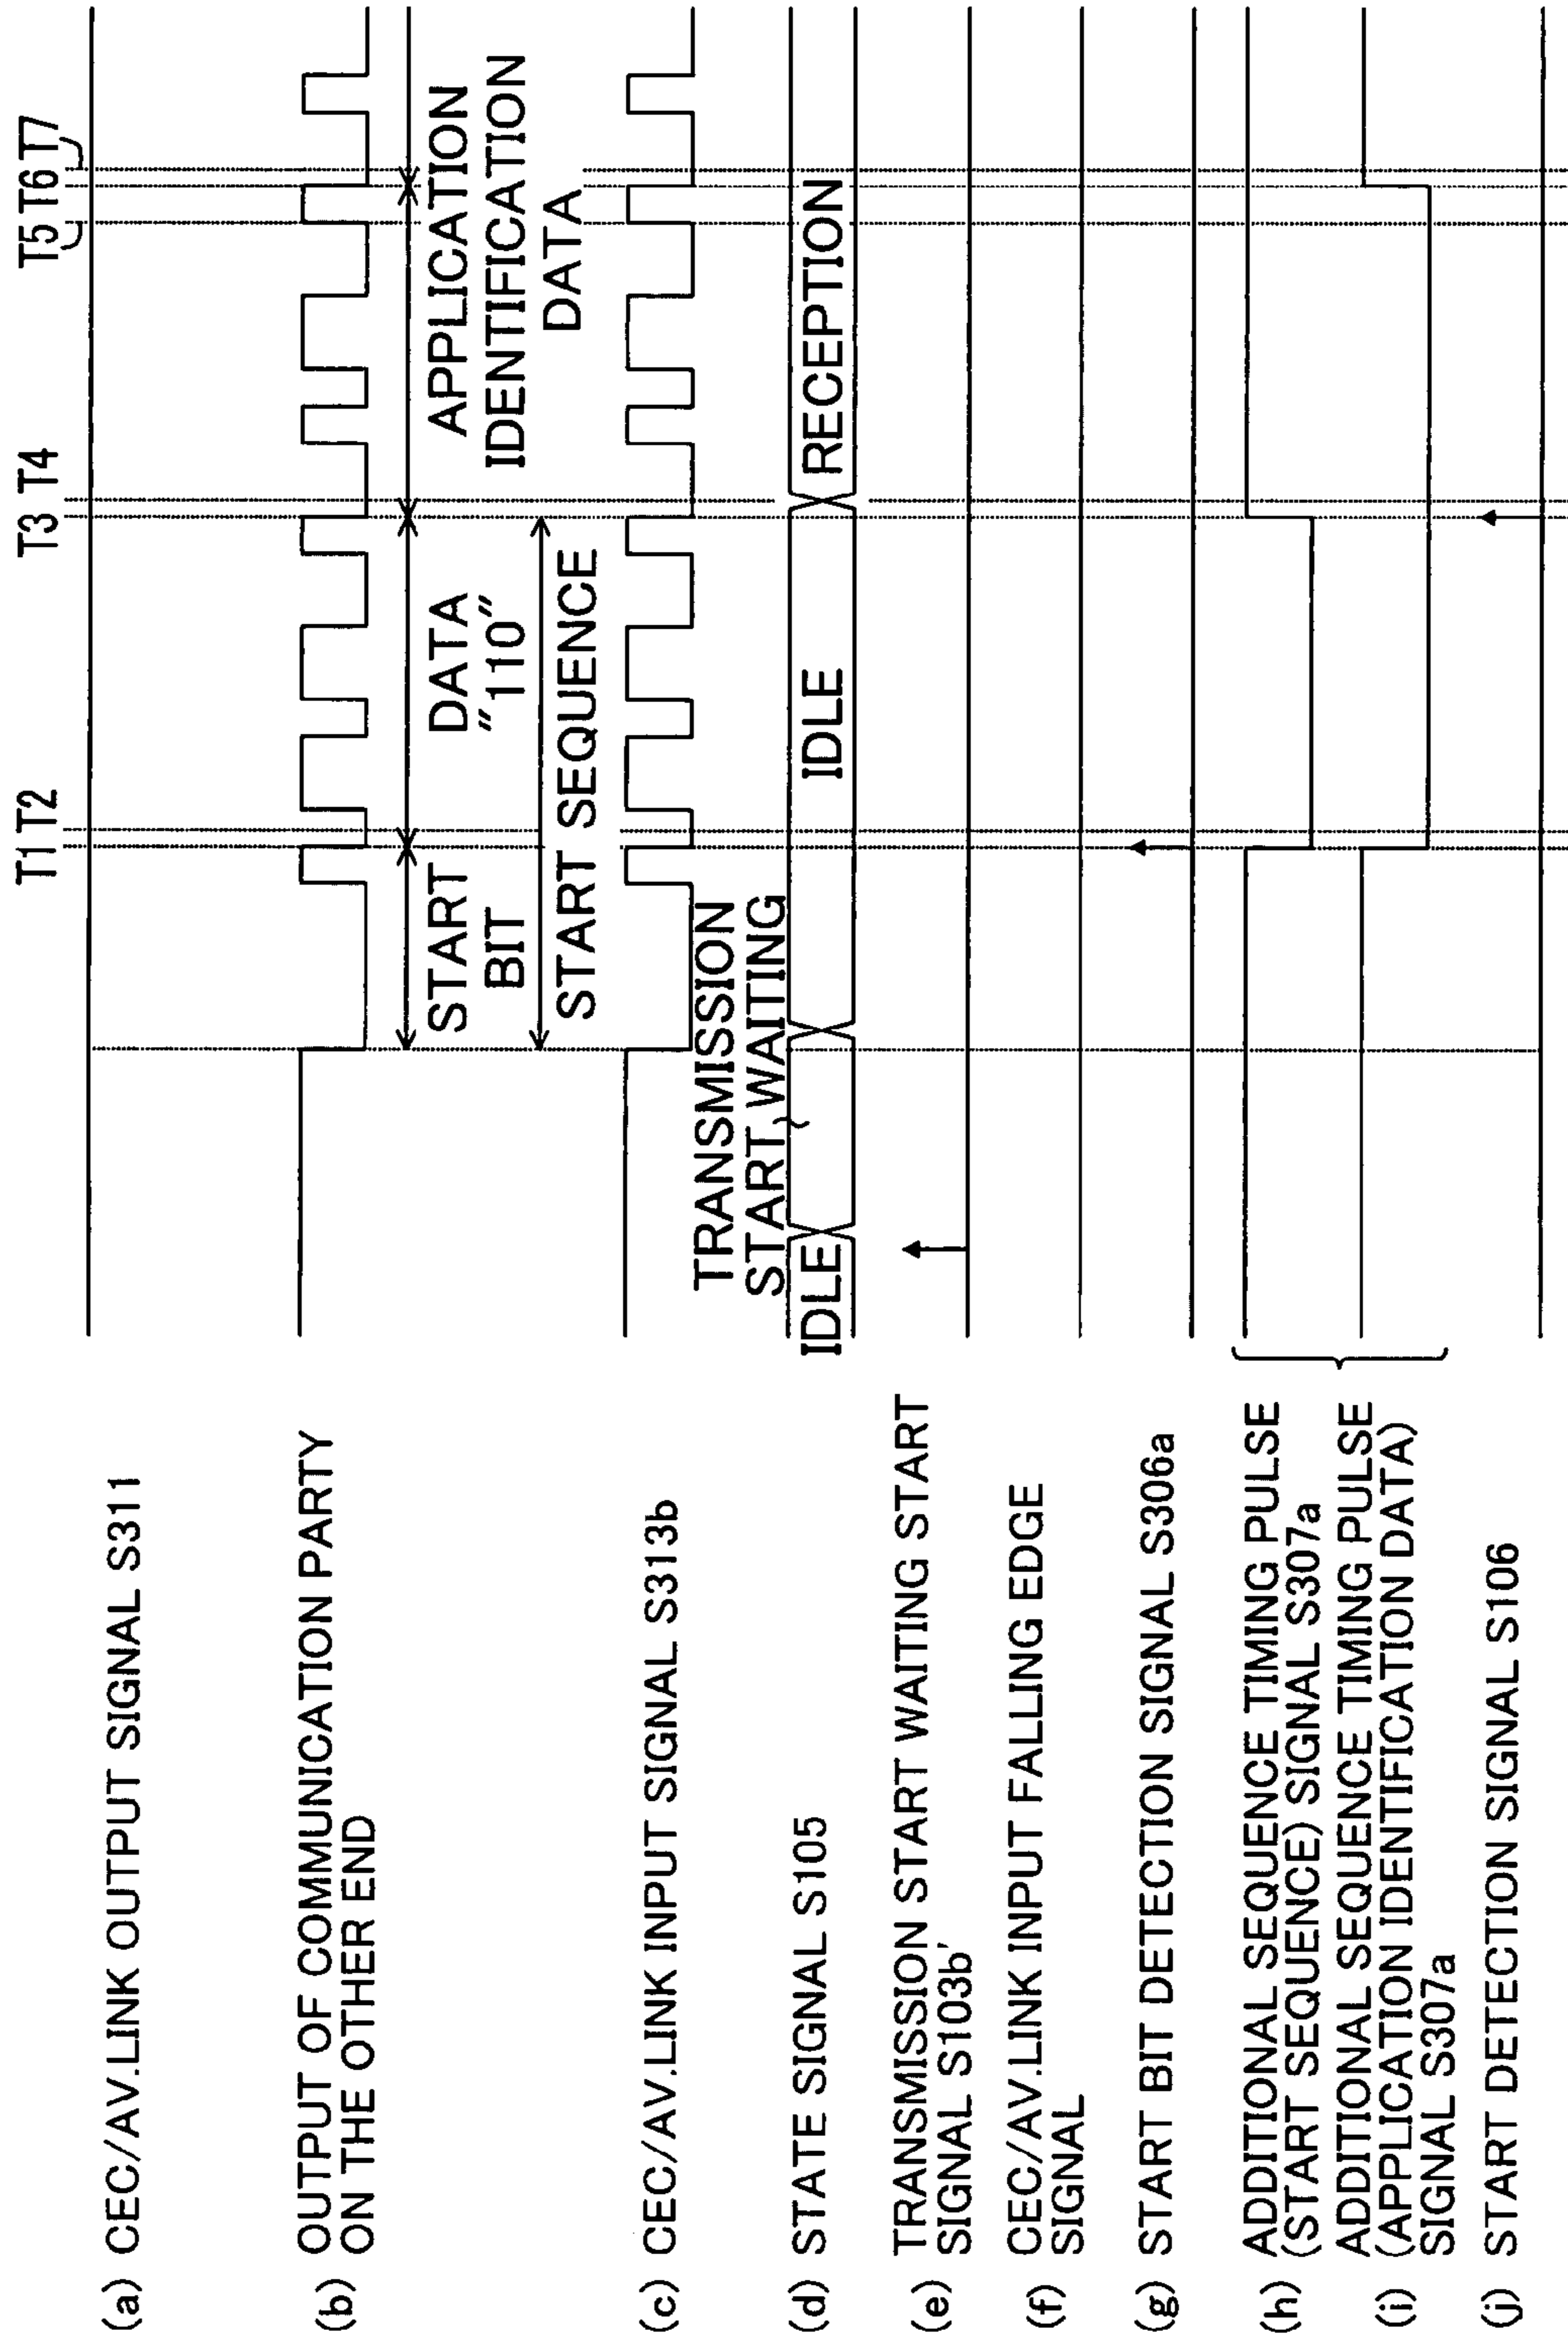 T1 T2
T3 T4
T5 T6 T7
(a) CEC/AV.LINK OUTPUT SIGNAL S311
(b) OUTPUT OF COMMUNICATION PARTY
ON THE OTHER END
START
BIT
DATA
"110"
APPLICATION
IDENTIFICATION
DATA
START SEQUENCE
(c) CEC/AV.LINK INPUT SIGNAL S313b
TRANSMISSION
START WAITING
(d) STATE SIGNAL S105
IDLE
IDLE
RECEPTION
(e) TRANSMISSION START WAITING START
SIGNAL S103b'
(f) CEC/AV.LINK INPUT FALLING EDGE
SIGNAL
(g) START BIT DETECTION SIGNAL S306a
(h) ADDITIONAL SEQUENCE TIMING PULSE
(START SEQUENCE) SIGNAL S307a
(i) ADDITIONAL SEQUENCE TIMING PULSE
(APPLICATION IDENTIFICATION DATA)
SIGNAL S307a
(j) START DETECTION SIGNAL S106